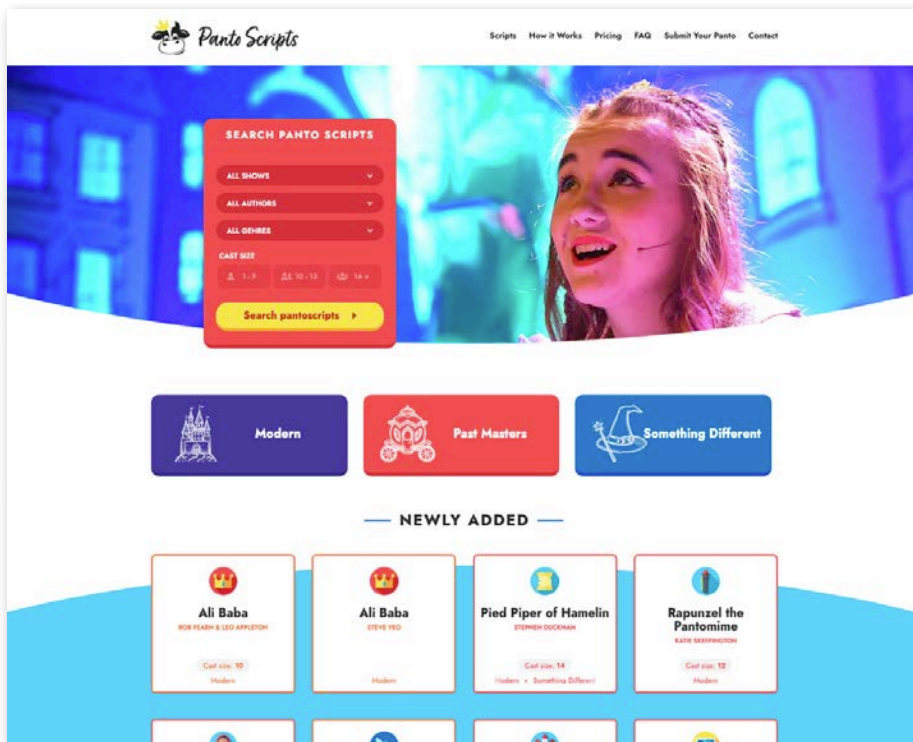 Panto Scripts
Scripts How it Works Pricing FAQ Submit Your Panto Contact
SEARCH PANTO SCRIPTS
ALL SHOWS
ALL AUTHORS
ALL GENRES
CAST SIZE
1 - 9 10 - 15 16 +
Search pantoscripts
Modern
Past Masters
Something Different
NEWLY ADDED
Ali Baba
ROB FEARN & LEO APPLETON
Cast size: 10
Modern
Ali Baba
STEVE YEO
Modern
Pied Piper of Hamelin
STEPHEN DUCKHAM
Cast size: 14
Modern • Something Different
Rapunzel the
Pantomime
KATIE SKEFFINGTON
Cast size: 12
Modern